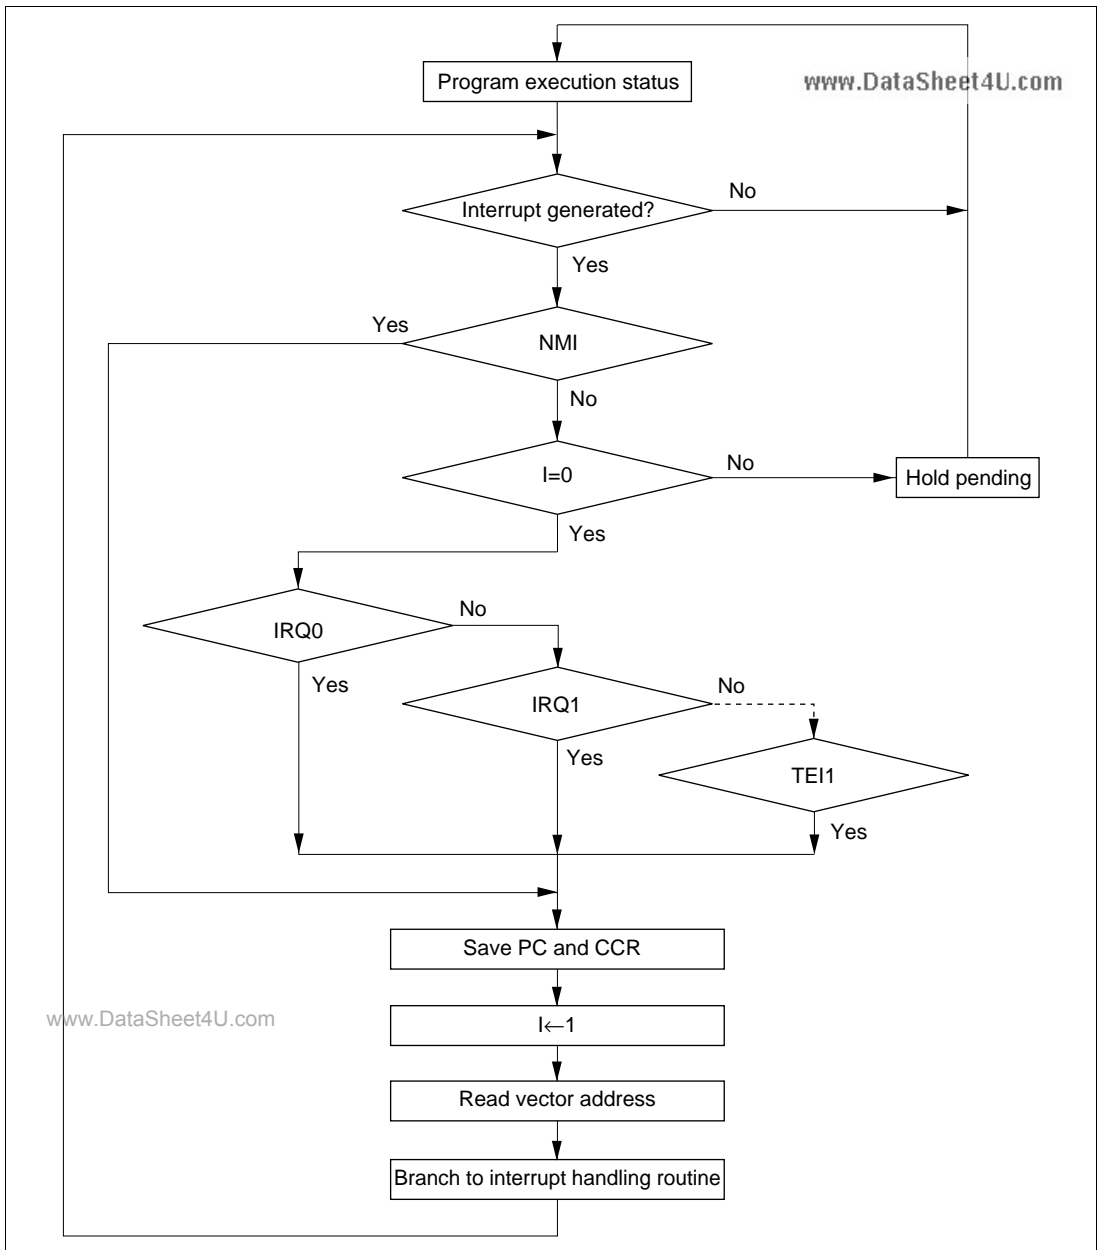 Program execution status
www.DataSheet4U.com
Interrupt generated?
No
Yes
Yes
NMI
No
I=0
No
Hold pending
Yes
IRQ0
No
Yes
IRQ1
No
Yes
TEI1
Yes
Save PC and CCR
www.DataSheet4U.com
I←1
Read vector address
Branch to interrupt handling routine